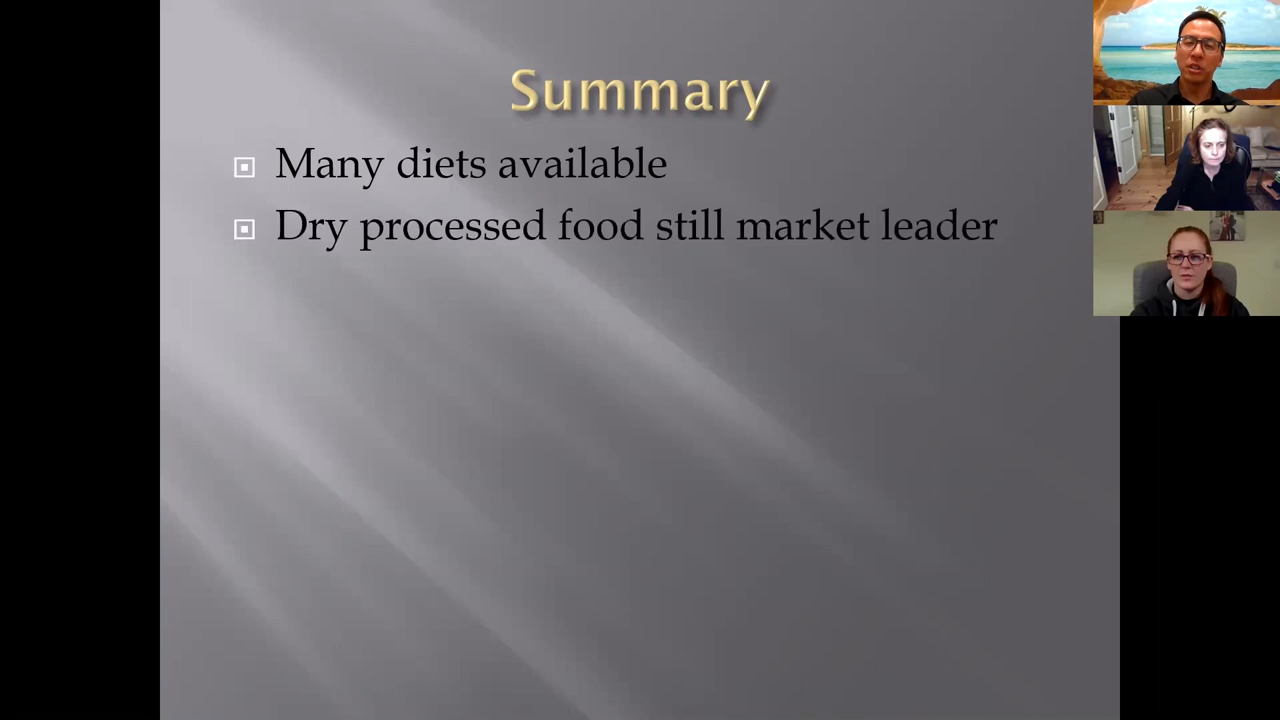 Summary
Many diets available
Dry processed food still market leader